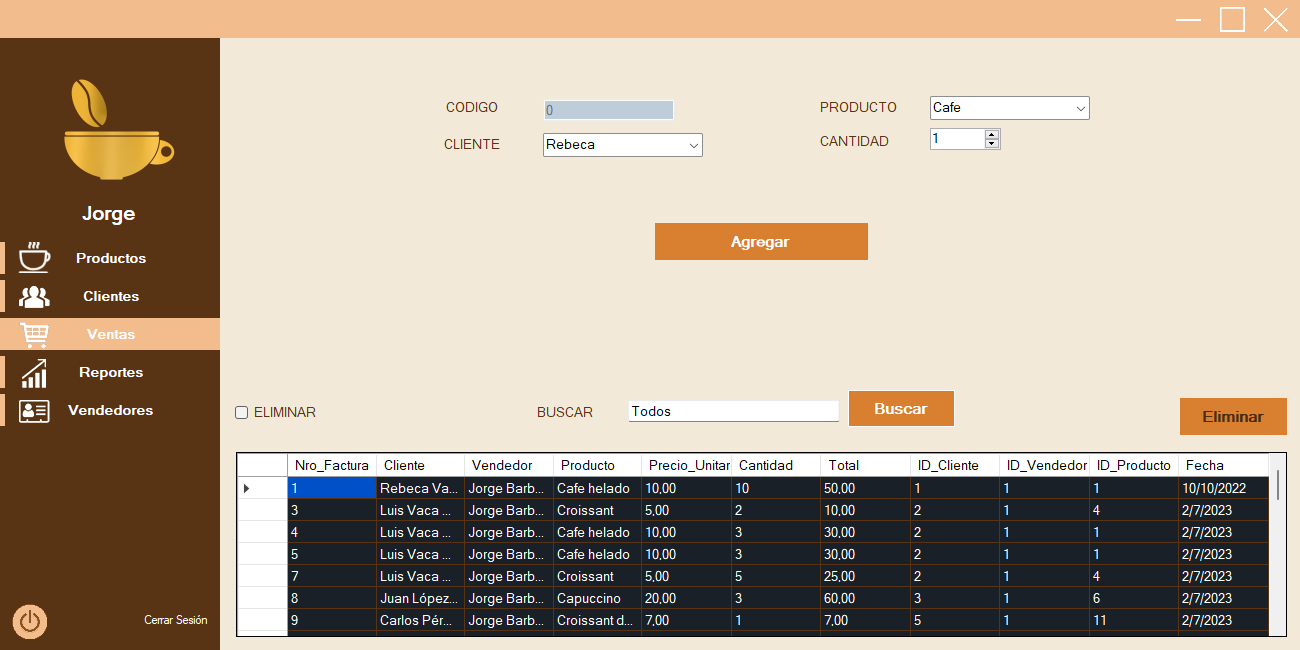 CODIGO 0 PRODUCTO Cafe
CLIENTE Rebeca CANTIDAD 1
Jorge
Agregar
Productos
Clientes
Ventas
Reportes
Vendedores
ELIMINAR BUSCAR Todos Buscar Eliminar
Nro_Factura Cliente Vendedor Producto Precio_Unitar Cantidad Total ID_Cliente ID_Vendedor ID_Producto Fecha
1 Rebeca Va... Jorge Barb... Cafe helado 10,00 10 50,00 1 1 1 10/10/2022
3 Luis Vaca ... Jorge Barb... Croissant 5,00 2 10,00 2 1 4 2/7/2023
4 Luis Vaca ... Jorge Barb... Cafe helado 10,00 3 30,00 2 1 1 2/7/2023
5 Luis Vaca ... Jorge Barb... Cafe helado 10,00 3 30,00 2 1 1 2/7/2023
7 Luis Vaca ... Jorge Barb... Croissant 5,00 5 25,00 2 1 4 2/7/2023
8 Juan López... Jorge Barb... Capuccino 20,00 3 60,00 3 1 6 2/7/2023
9 Carlos Pér... Jorge Barb... Croissant d... 7,00 1 7,00 5 1 11 2/7/2023
Cerrar Sesión